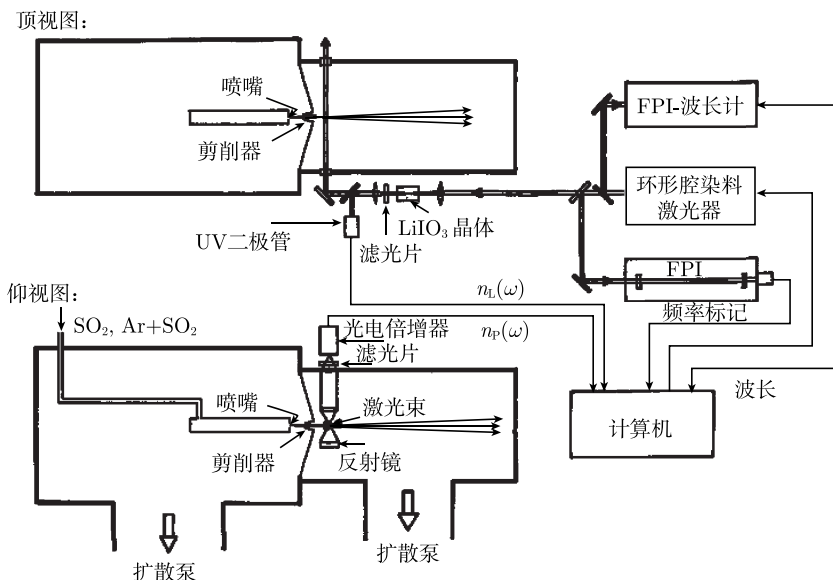 顶视图：
喷嘴
剪削器
FPI-波长计
环形腔染料
激光器
LiIO₃ 晶体
UV二极管
滤光片
FPI
频率标记
n_L(ω)
仰视图：
SO₂, Ar+SO₂
光电倍增器
n_P(ω)
滤光片
波长
喷嘴
激光束
剪削器
反射镜
计算机
扩散泵
扩散泵